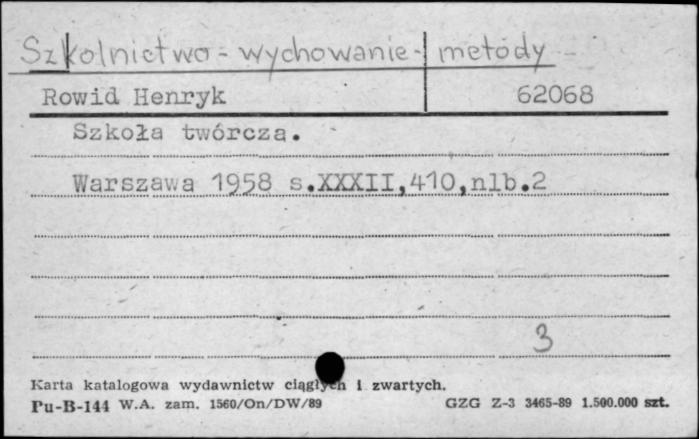 Szkolnictwo - wychowanie - metody
Rowid Henryk 62068
Szkoła twórcza.
Warszawa 1958 s.XXXII,410,nlb.2
3
Karta katalogowa wydawnictw ciągłych i zwartych.
Pu-B-144 W.A. zam. 1560/On/DW/89 GZG Z-3 3465-89 1.500.000 szt.